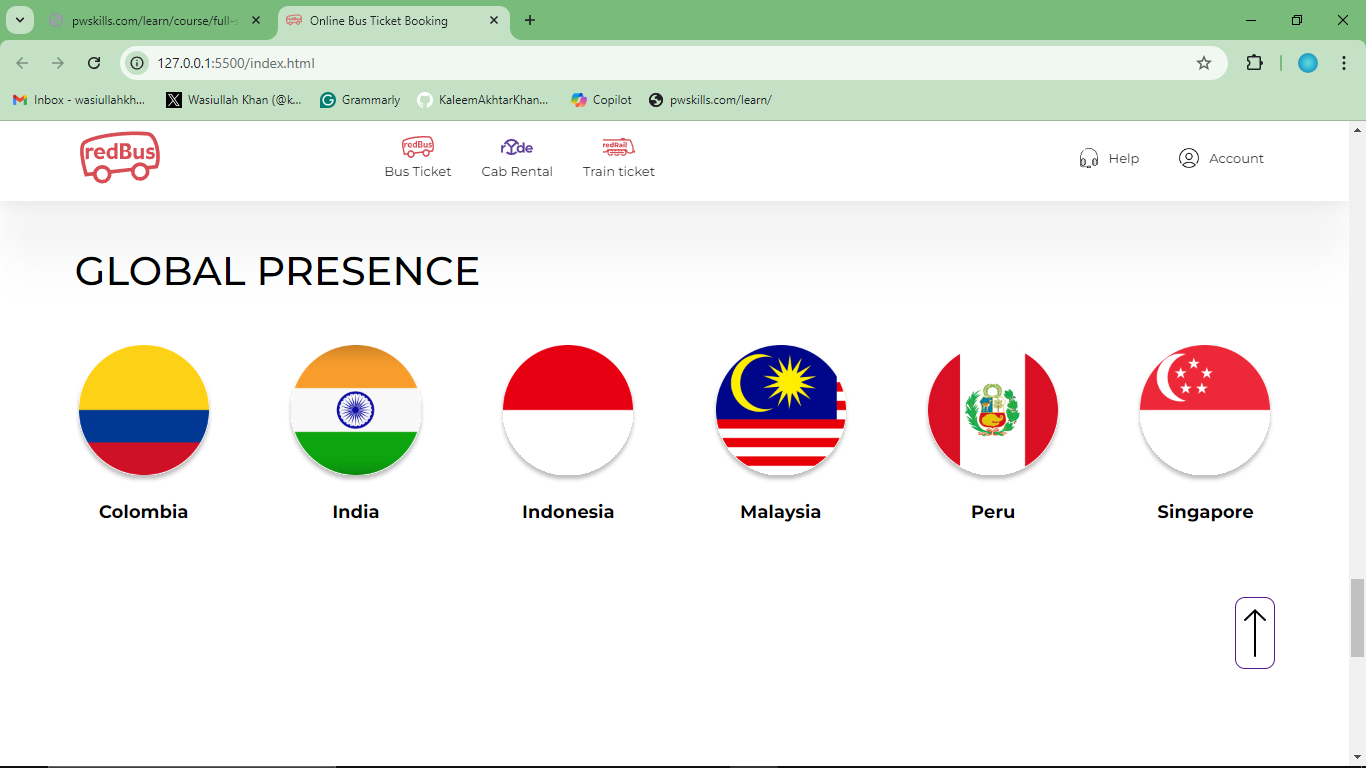 pwskills.com/learn/course/full-s
Online Bus Ticket Booking
127.0.0.1:5500/index.html
Inbox - wasiullahkh...
Wasiullah Khan (@k...
Grammarly
KaleemAkhtarKhan...
Copilot
pwskills.com/learn/
redBus
redBus
Bus Ticket
ryde
Cab Rental
redRail
Train ticket
Help
Account
GLOBAL PRESENCE
Colombia
India
Indonesia
Malaysia
Peru
Singapore